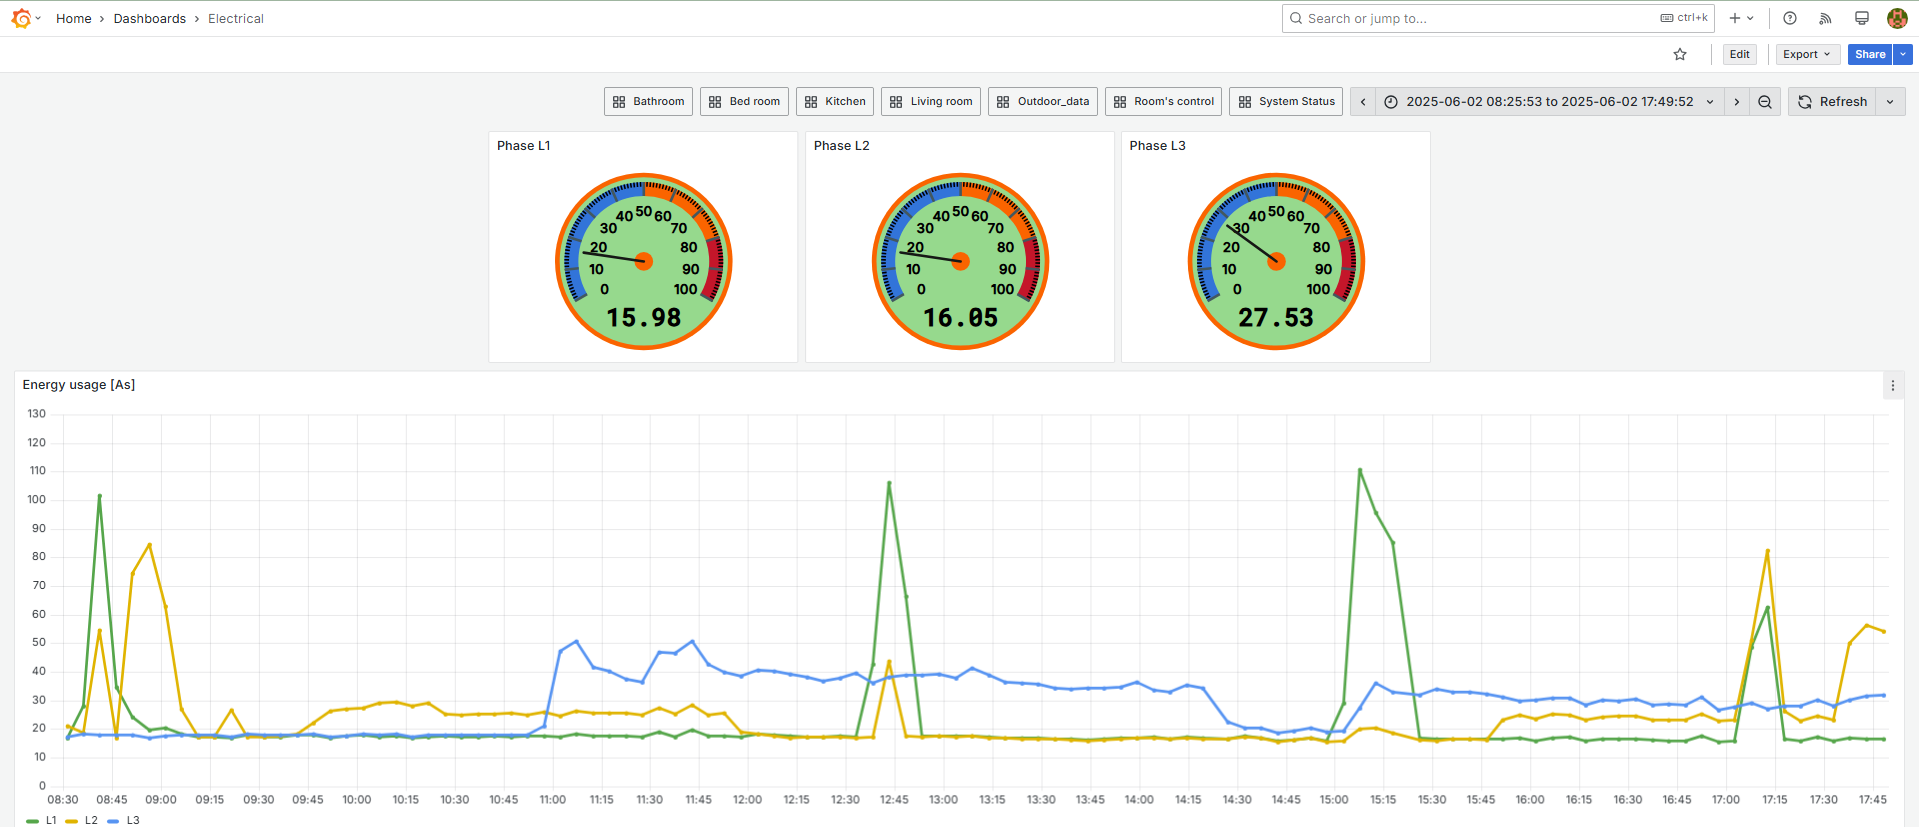 Home › Dashboards › Electrical
Search or jump to... ctrl+k
Edit Export Share
Bathroom Bed room Kitchen Living room Outdoor_data Room's control System Status 2025-06-02 08:25:53 to 2025-06-02 17:49:52 Refresh
Phase L1
0 10 20 30 40 50 60 70 80 90 100
15.98
Phase L2
0 10 20 30 40 50 60 70 80 90 100
16.05
Phase L3
0 10 20 30 40 50 60 70 80 90 100
27.53
Energy usage [As]
130
120
110
100
90
80
70
60
50
40
30
20
10
0
08:30 08:45 09:00 09:15 09:30 09:45 10:00 10:15 10:30 10:45 11:00 11:15 11:30 11:45 12:00 12:15 12:30 12:45 13:00 13:15 13:30 13:45 14:00 14:15 14:30 14:45 15:00 15:15 15:30 15:45 16:00 16:15 16:30 16:45 17:00 17:15 17:30 17:45
L1 L2 L3